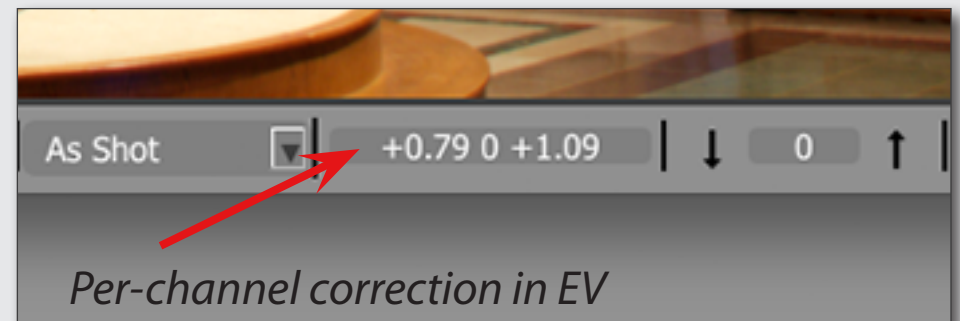 As Shot +0.79 0 +1.09 0
Per-channel correction in EV